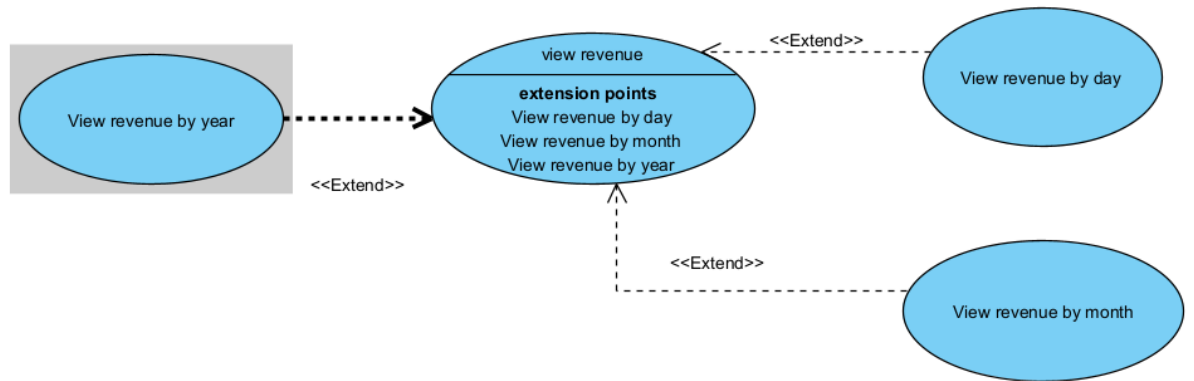 View revenue by year
<<Extend>>
view revenue
extension points
View revenue by day
View revenue by month
View revenue by year
<<Extend>>
View revenue by day
<<Extend>>
View revenue by month